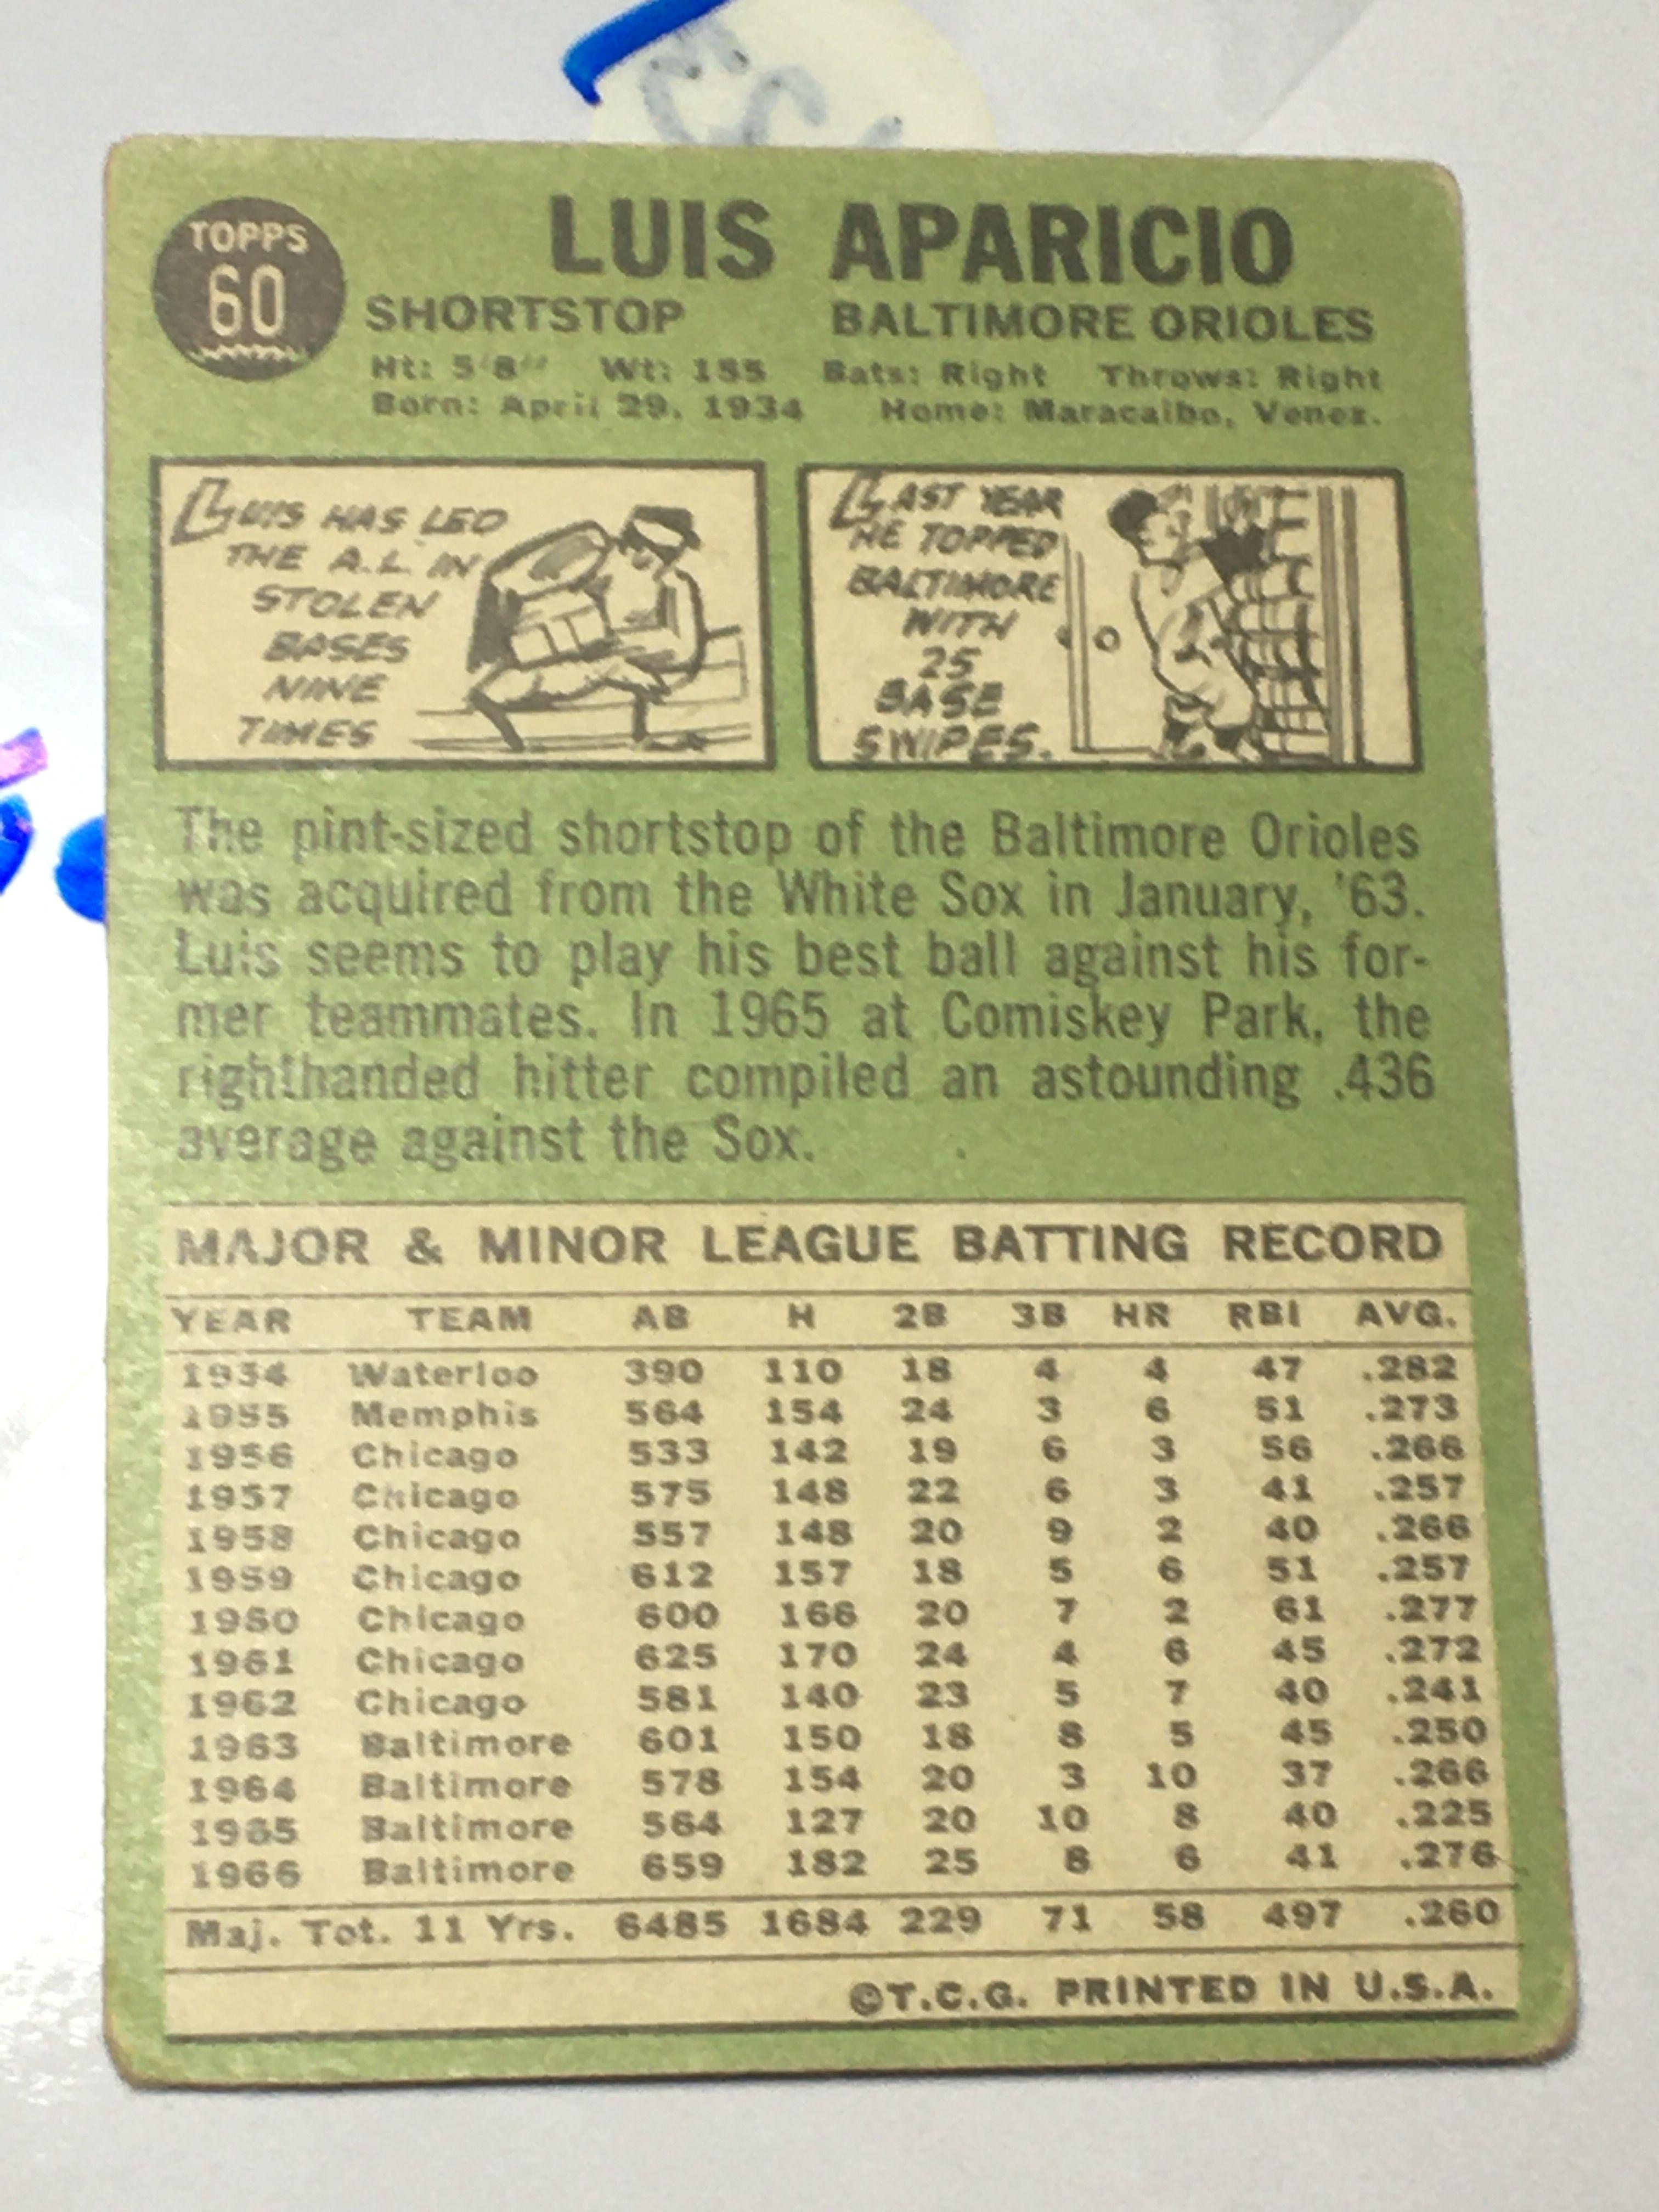 TOPPS
60
LUIS APARICIO
SHORTSTOP BALTIMORE ORIOLES
Ht: 5'8" Wt: 155 Bats: Right Throws: Right
Born: April 29, 1934 Home: Maracaibo, Venez.
LUIS HAS LED
THE A.L. IN
STOLEN
BASES
NINE
TIMES
LAST YEAR
HE TOPPED
BALTIMORE
WITH
25
BASE
SWIPES.
The pint-sized shortstop of the Baltimore Orioles
was acquired from the White Sox in January, '63.
Luis seems to play his best ball against his for-
mer teammates. In 1965 at Comiskey Park, the
righthanded hitter compiled an astounding .436
average against the Sox.
MAJOR & MINOR LEAGUE BATTING RECORD
YEAR TEAM AB H 2B 3B HR RBI AVG.
1954 Waterloo 390 110 18 4 4 47 .282
1955 Memphis 564 154 24 3 6 51 .273
1956 Chicago 533 142 19 6 3 56 .266
1957 Chicago 575 148 22 6 3 41 .257
1958 Chicago 557 148 20 9 2 40 .266
1959 Chicago 612 157 18 5 6 51 .257
1960 Chicago 600 166 20 7 2 61 .277
1961 Chicago 625 170 24 4 6 45 .272
1962 Chicago 581 140 23 5 7 40 .241
1963 Baltimore 601 150 18 8 5 45 .250
1964 Baltimore 578 154 20 3 10 37 .266
1965 Baltimore 564 127 20 10 8 40 .225
1966 Baltimore 659 182 25 8 6 41 .276
Maj. Tot. 11 Yrs. 6485 1684 229 71 58 497 .260
©T.C.G. PRINTED IN U.S.A.